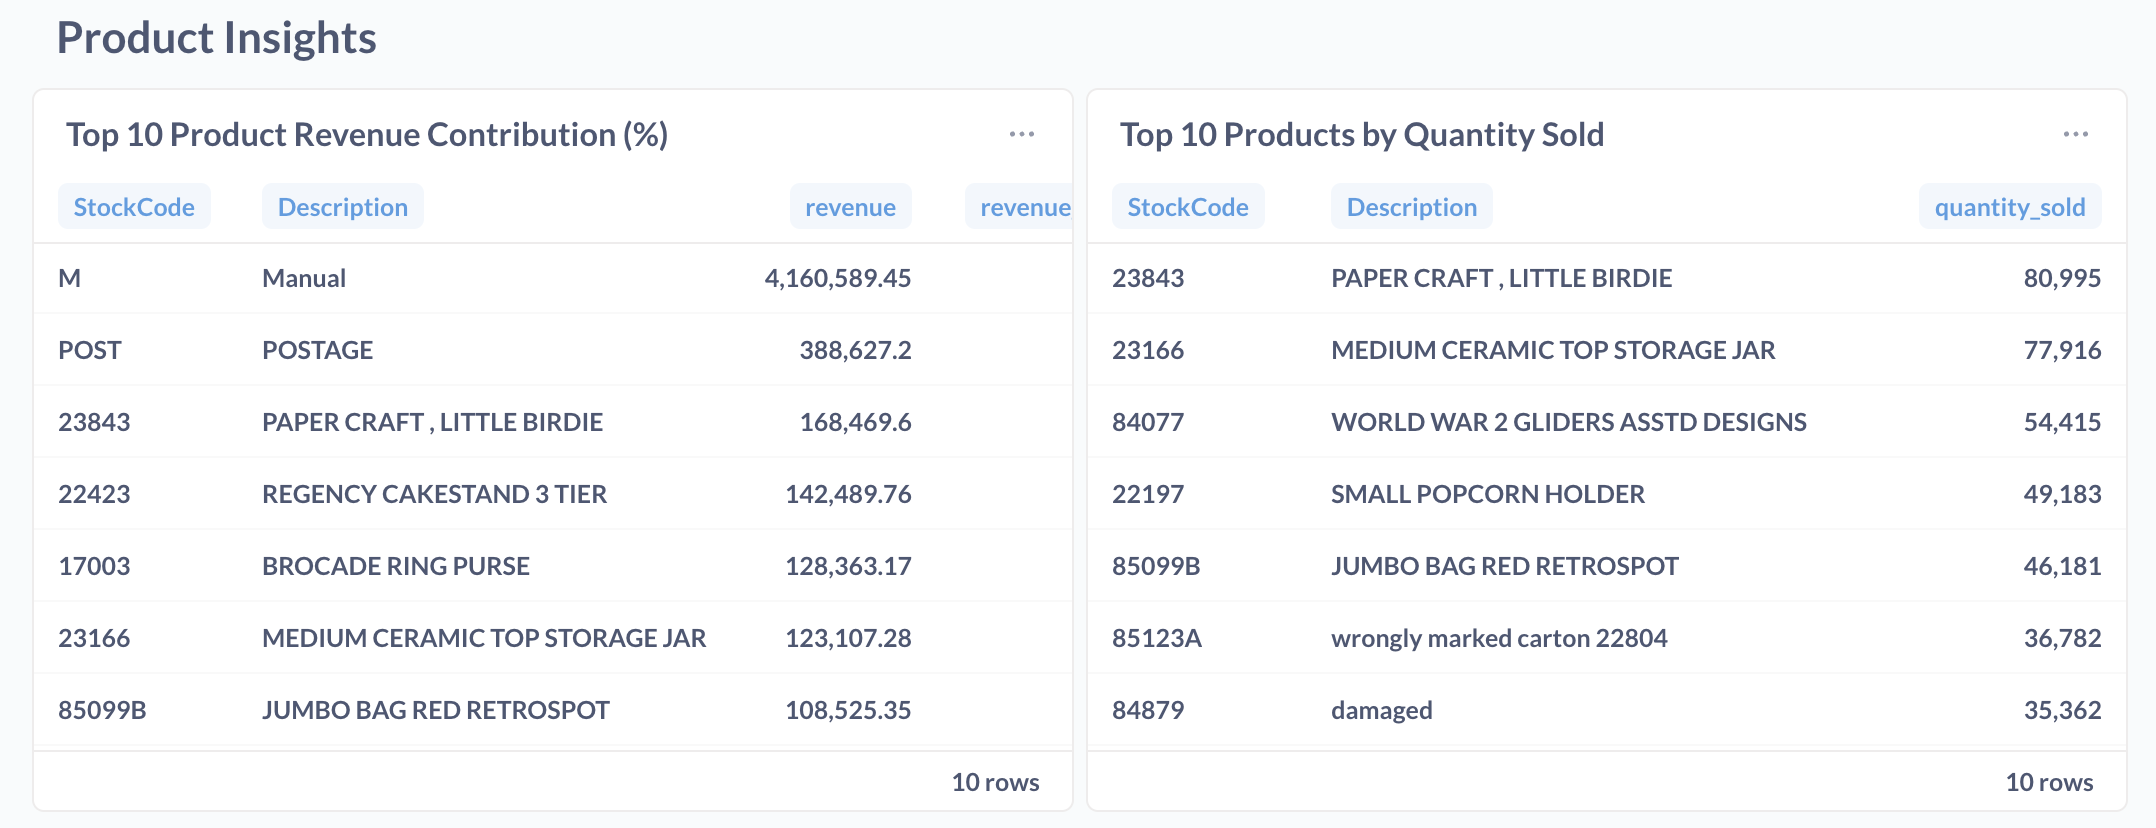 Product Insights
Top 10 Product Revenue Contribution (%)
StockCode Description revenue revenue
M Manual 4,160,589.45
POST POSTAGE 388,627.2
23843 PAPER CRAFT , LITTLE BIRDIE 168,469.6
22423 REGENCY CAKESTAND 3 TIER 142,489.76
17003 BROCADE RING PURSE 128,363.17
23166 MEDIUM CERAMIC TOP STORAGE JAR 123,107.28
85099B JUMBO BAG RED RETROSPOT 108,525.35
10 rows
Top 10 Products by Quantity Sold
StockCode Description quantity_sold
23843 PAPER CRAFT , LITTLE BIRDIE 80,995
23166 MEDIUM CERAMIC TOP STORAGE JAR 77,916
84077 WORLD WAR 2 GLIDERS ASSTD DESIGNS 54,415
22197 SMALL POPCORN HOLDER 49,183
85099B JUMBO BAG RED RETROSPOT 46,181
85123A wrongly marked carton 22804 36,782
84879 damaged 35,362
10 rows